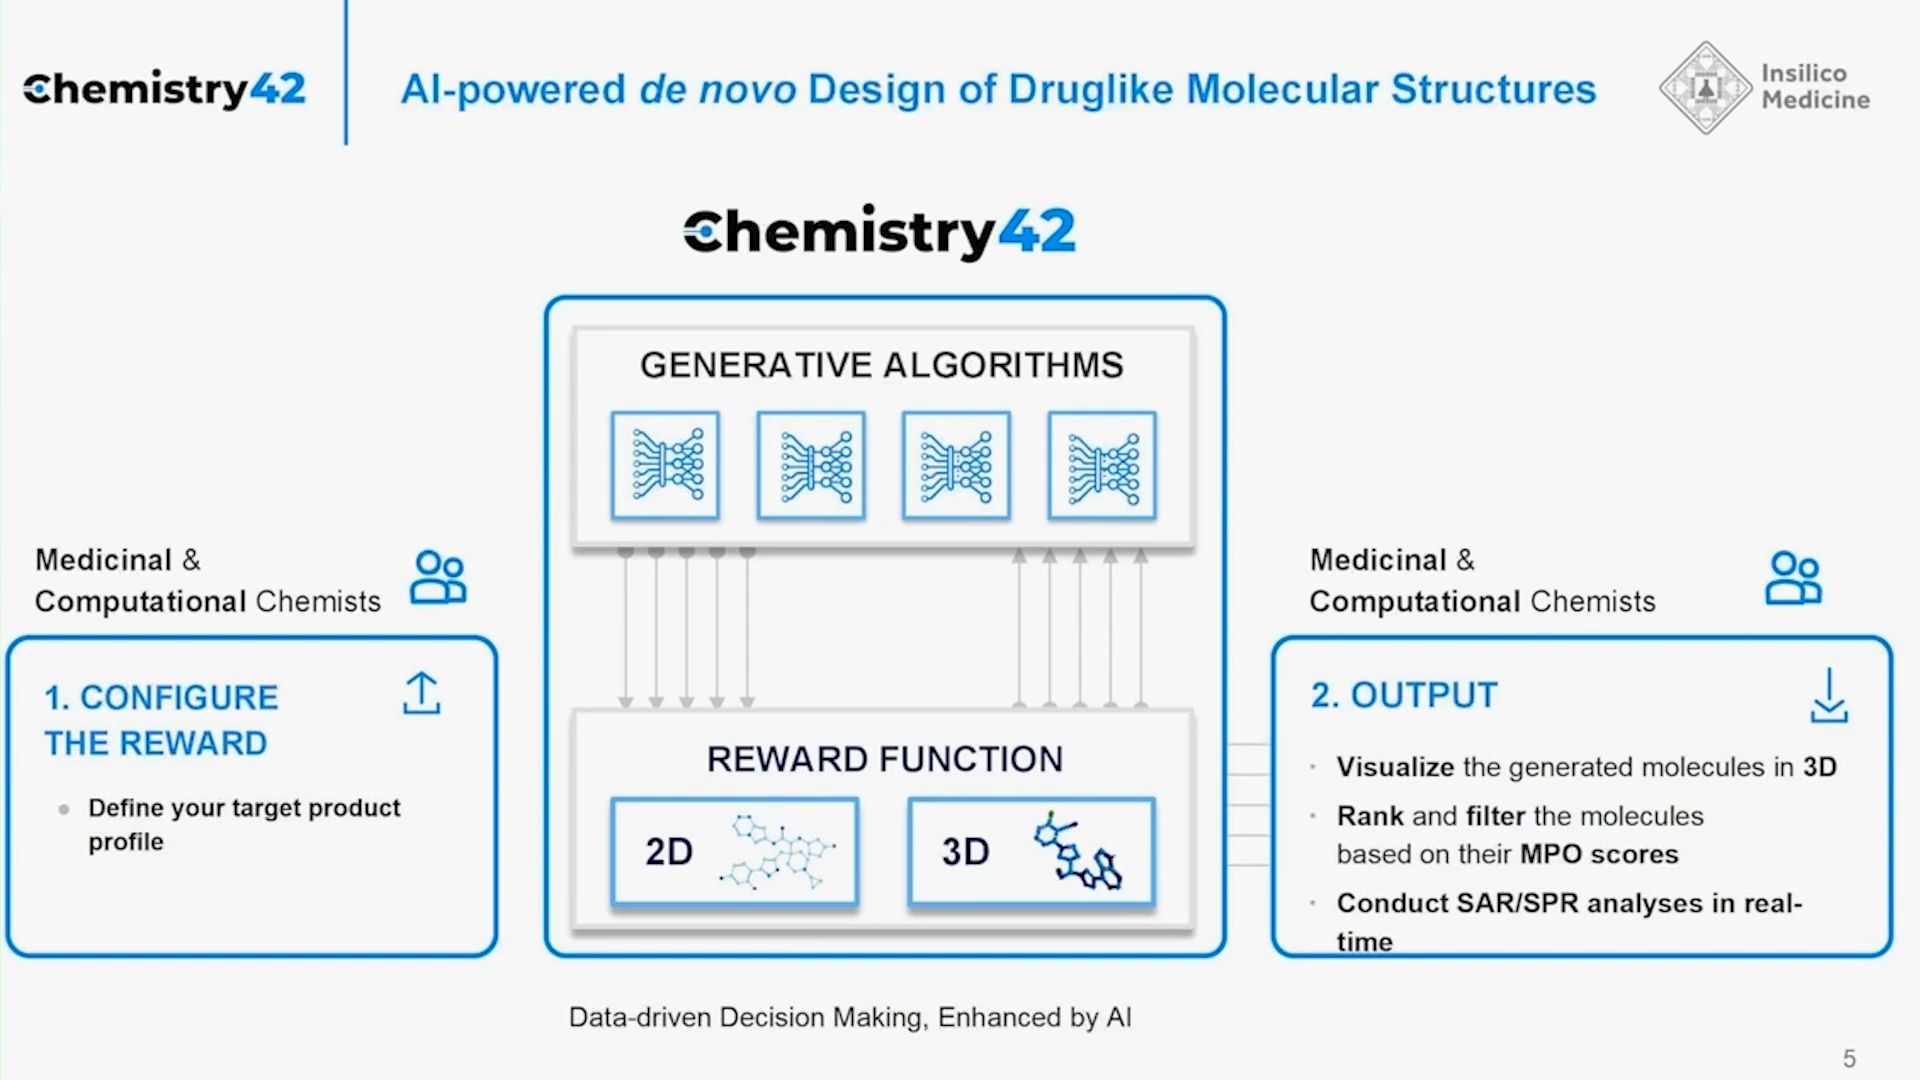 Chemistry42
AI-powered de novo Design of Druglike Molecular Structures
Insilico
Medicine
Chemistry42
GENERATIVE ALGORITHMS
Medicinal &
Computational Chemists
1. CONFIGURE
THE REWARD
● Define your target product
profile
REWARD FUNCTION
2D
3D
Medicinal &
Computational Chemists
2. OUTPUT
· Visualize the generated molecules in 3D
· Rank and filter the molecules
based on their MPO scores
· Conduct SAR/SPR analyses in real-
time
Data-driven Decision Making, Enhanced by AI
5